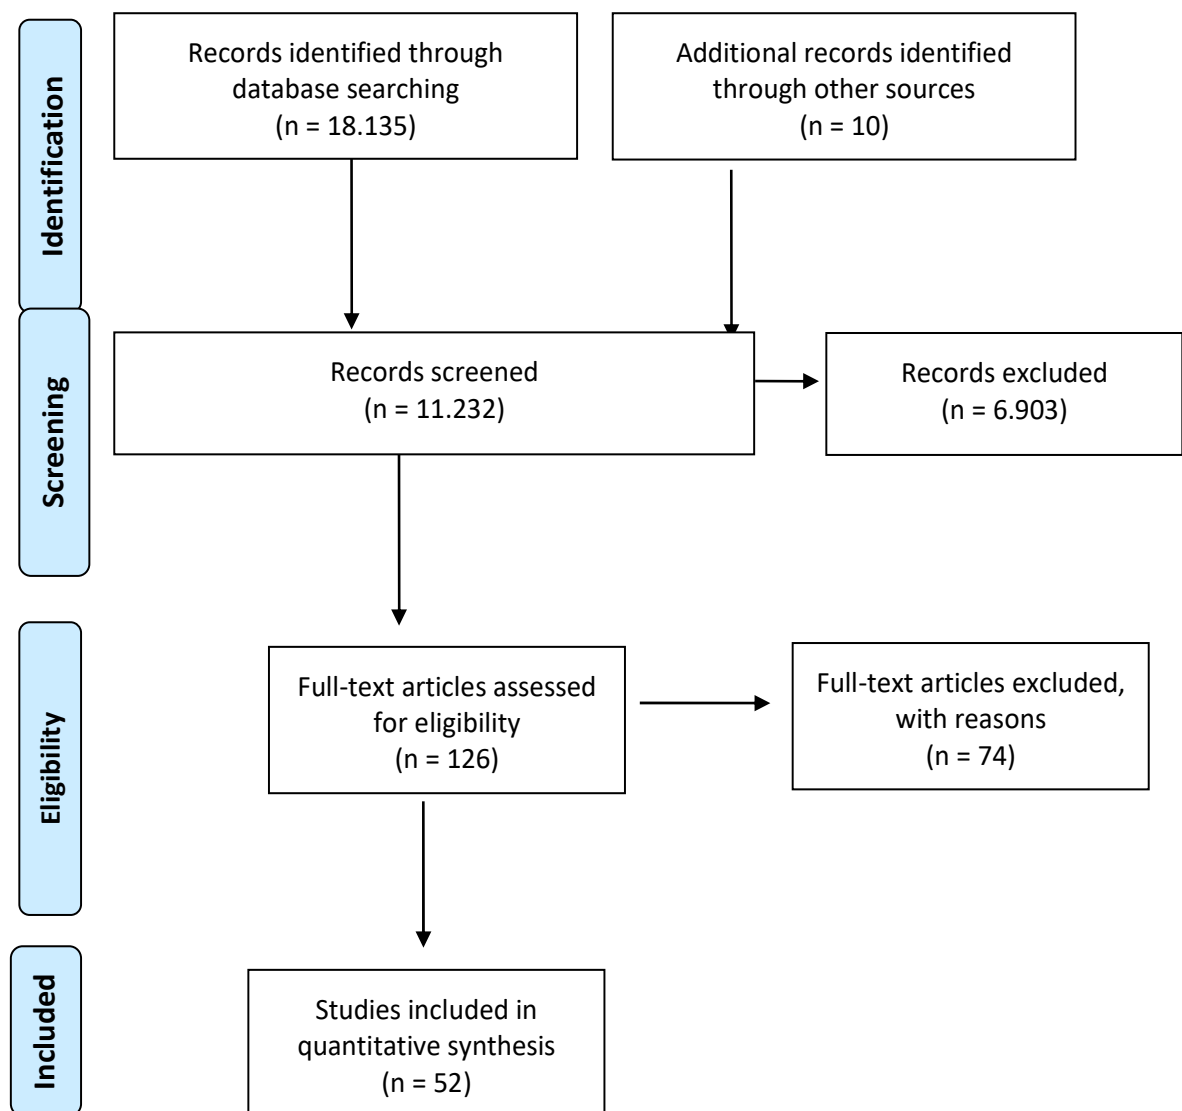 Identification
Records identified through
database searching
(n = 18.135)
Additional records identified
through other sources
(n = 10)
Screening
Records screened
(n = 11.232)
Records excluded
(n = 6.903)
Eligibility
Full-text articles assessed
for eligibility
(n = 126)
Full-text articles excluded,
with reasons
(n = 74)
Included
Studies included in
quantitative synthesis
(n = 52)